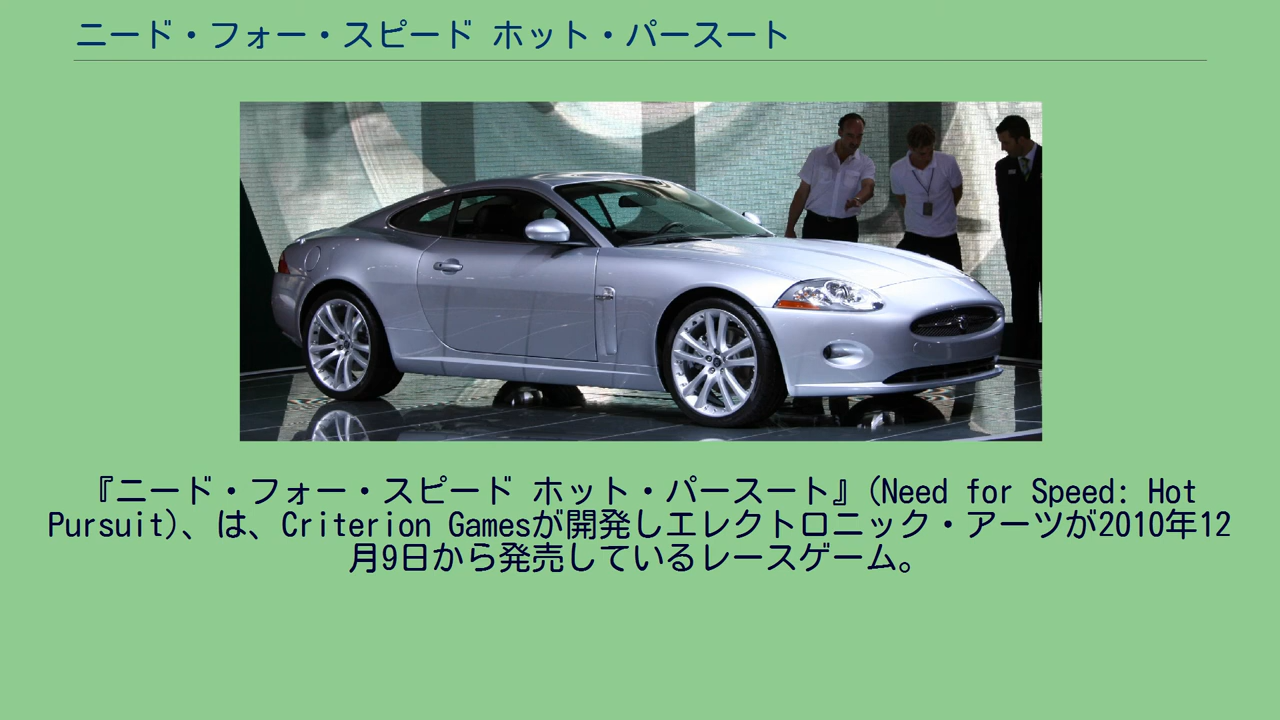 ニード・フォー・スピード ホット・パースート
『ニード・フォー・スピード ホット・パースート』(Need for Speed: Hot
Pursuit)、は、Criterion Gamesが開発しエレクトロニック・アーツが2010年12
月9日から発売しているレースゲーム。